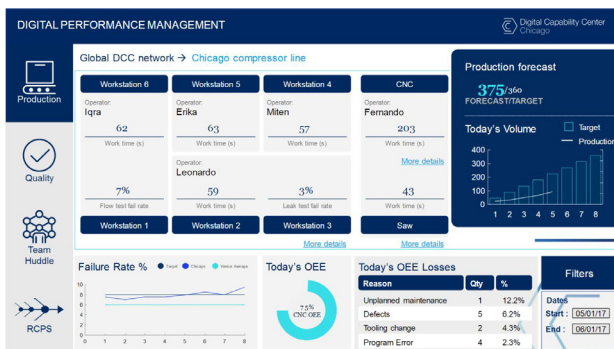 DIGITAL PERFORMANCE MANAGEMENT
Digital Capability Center
Chicago
Production
Quality
Team
Huddle
RCPS
Global DCC network → Chicago compressor line
Workstation 6
Workstation 5
Workstation 4
CNC
Operator:
Iqra
Operator:
Erika
Operator:
Miten
Operator:
Fernando
62
63
57
203
Work time (s)
Work time (s)
Work time (s)
Work time (s)
More details
Operator:
Leonardo
7%
59
3%
43
Flow test fail rate
Work time (s)
Leak test fail rate
Work time (s)
Workstation 1
Workstation 2
Workstation 3
Saw
More details
More details
Production forecast
375/360
FORECAST/TARGET
Today's Volume
Target
Production
400
300
200
100
0
1 2 3 4 5 6 7 8
Failure Rate %
Target
Chicago
Average
10
8
6
4
2
0
0 1 2 3 4 5 6 7 8
Today's OEE
75%
CNC OEE
Today's OEE Losses
Reason Qty %
Unplanned maintenance 1 12.2%
Defects 5 6.2%
Tooling change 2 4.3%
Program Error 4 2.3%
Filters
Dates
Start : 05/01/17
End : 06/01/17